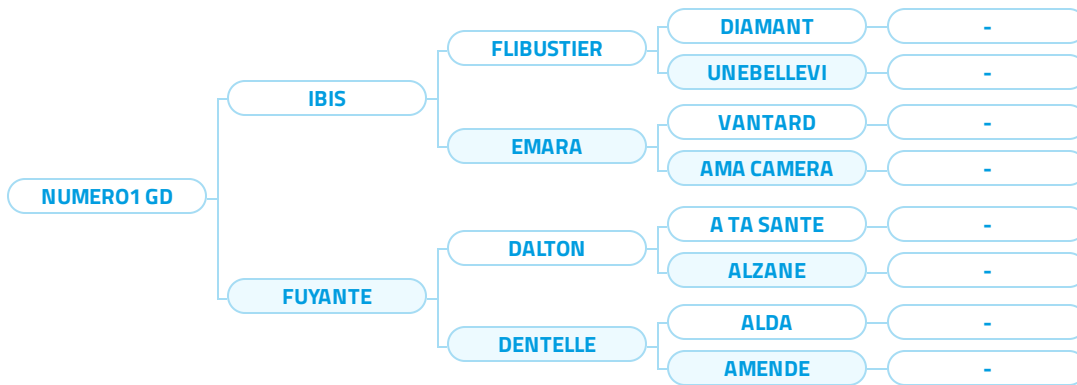 DIAMANT -
FLIBUSTIER
UNEBELLEVI -
IBIS
VANTARD -
EMARA
AMA CAMERA -
NUMERO1 GD
A TA SANTE -
DALTON
ALZANE -
FUYANTE
ALDA -
DENTELLE
AMENDE -